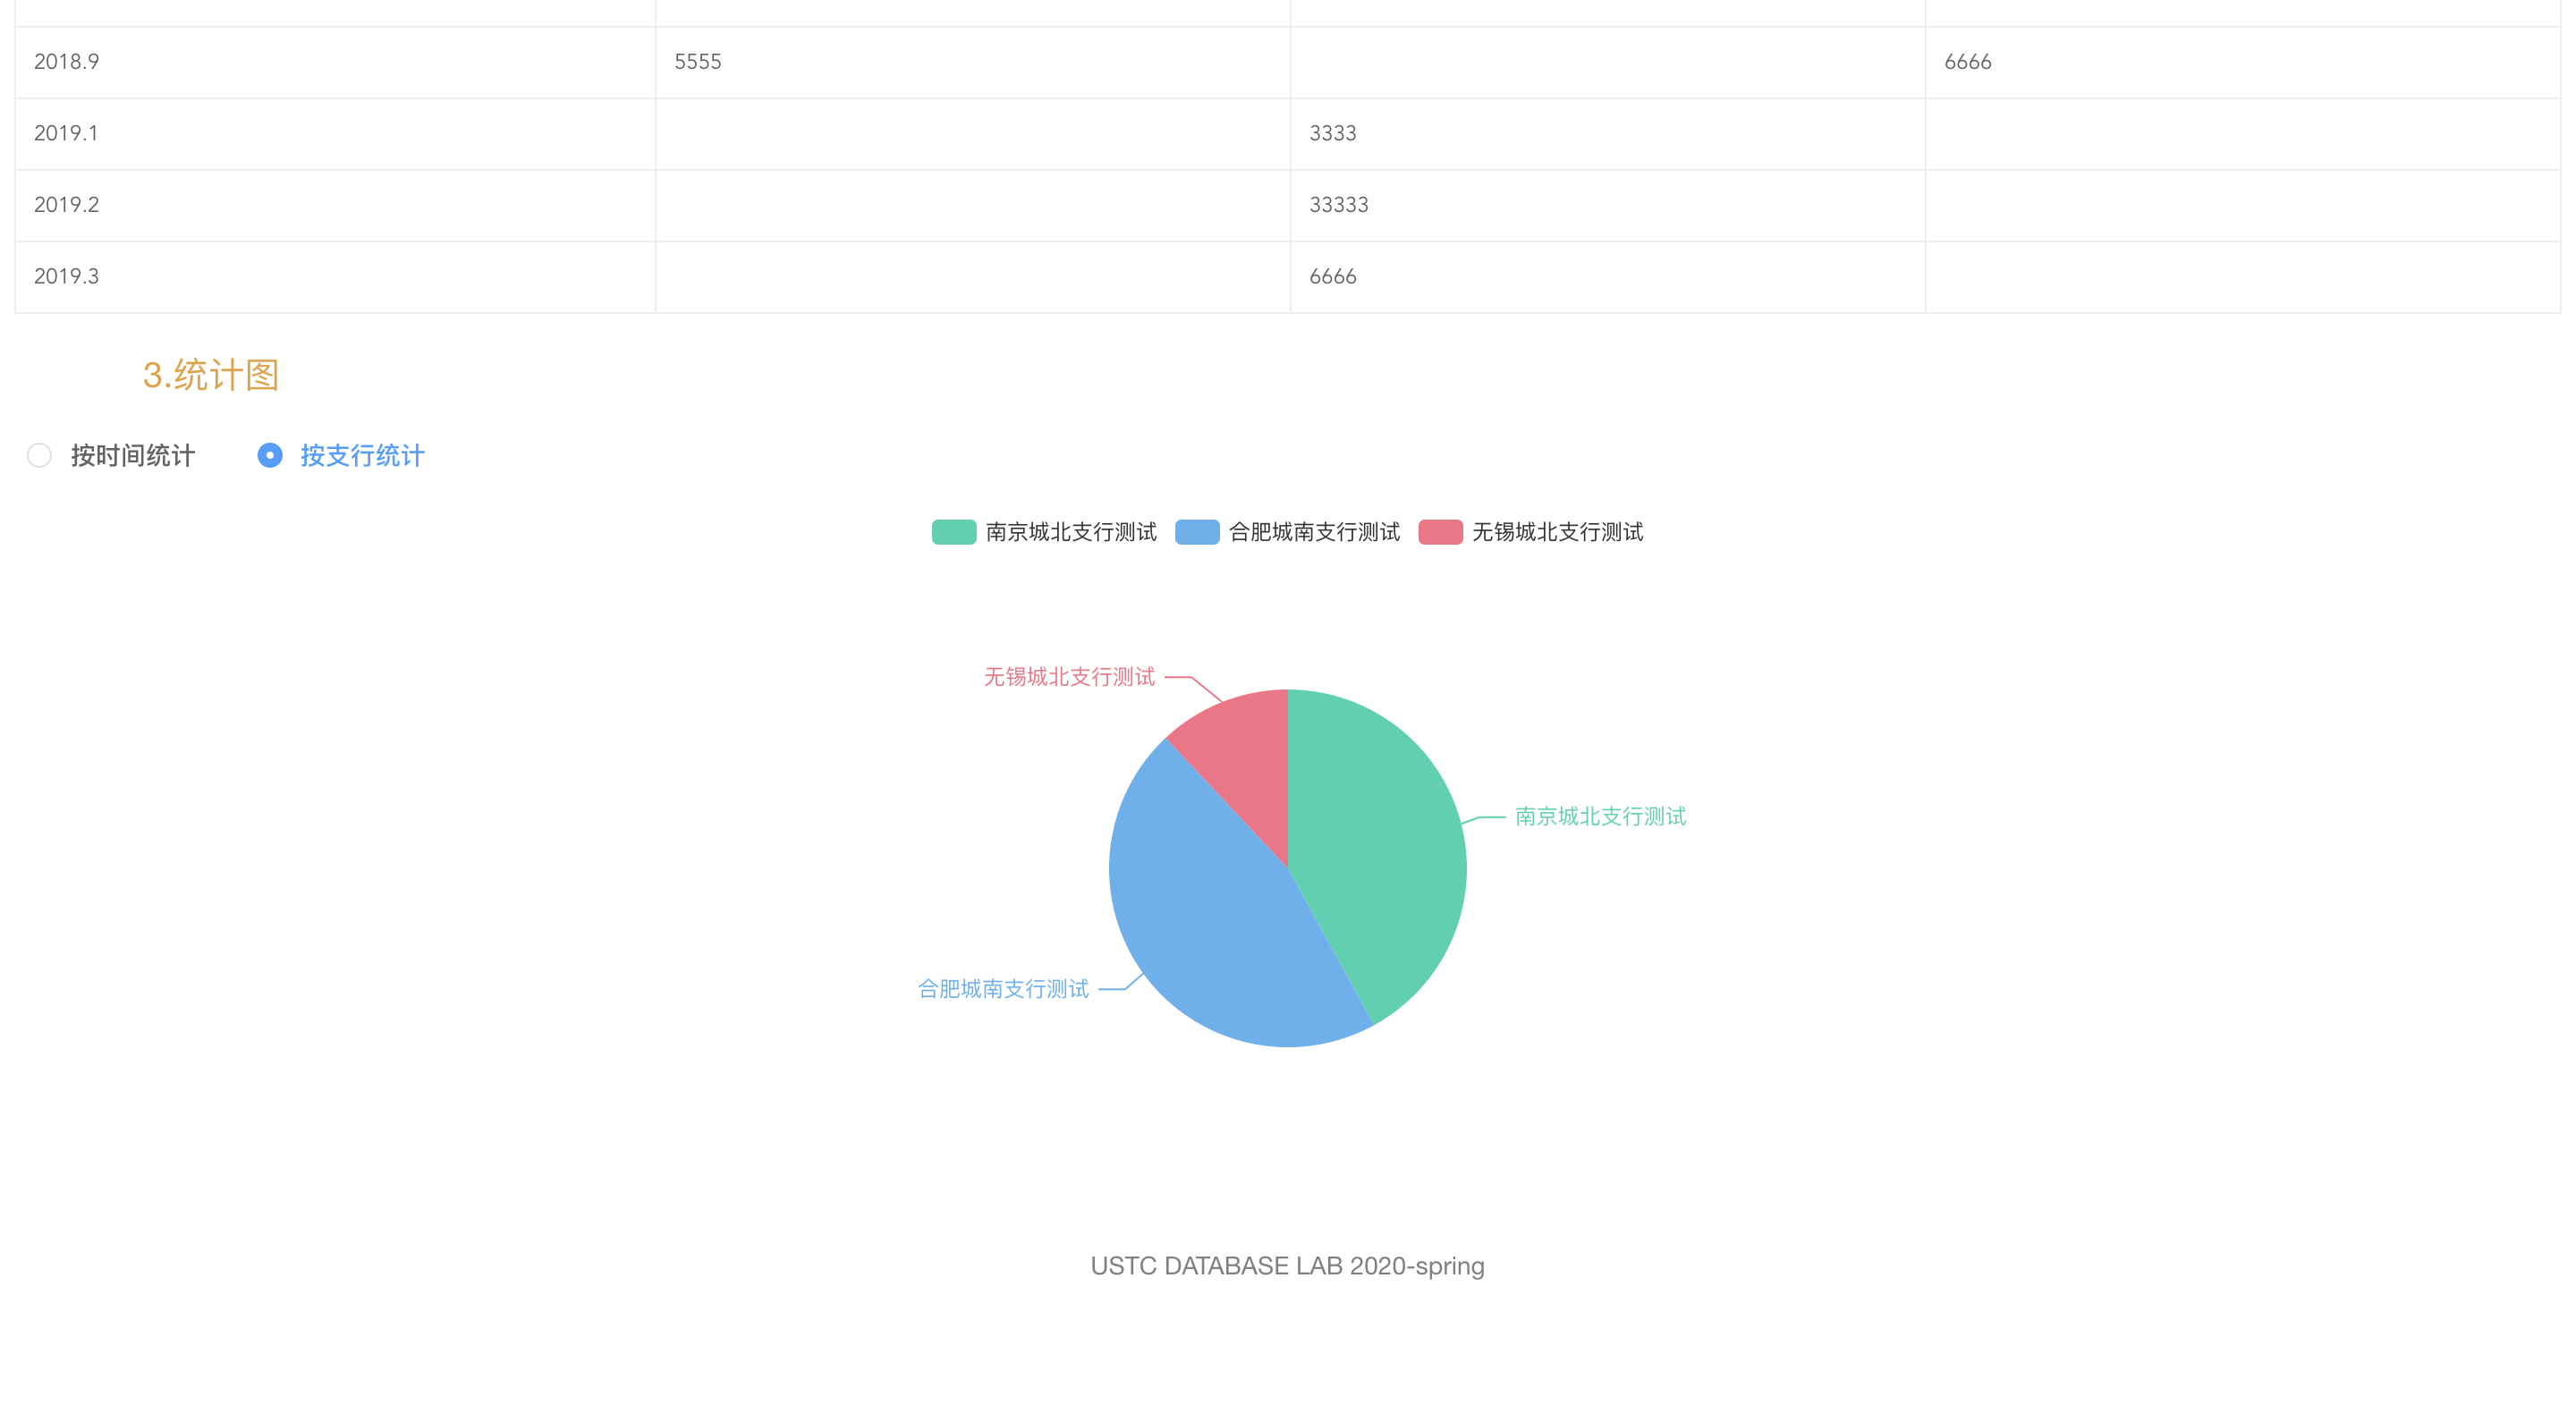 2018.9 5555 6666
2019.1 3333
2019.2 33333
2019.3 6666
3.统计图
按时间统计 按支行统计
南京城北支行测试 合肥城南支行测试 无锡城北支行测试
无锡城北支行测试
南京城北支行测试
合肥城南支行测试
USTC DATABASE LAB 2020-spring